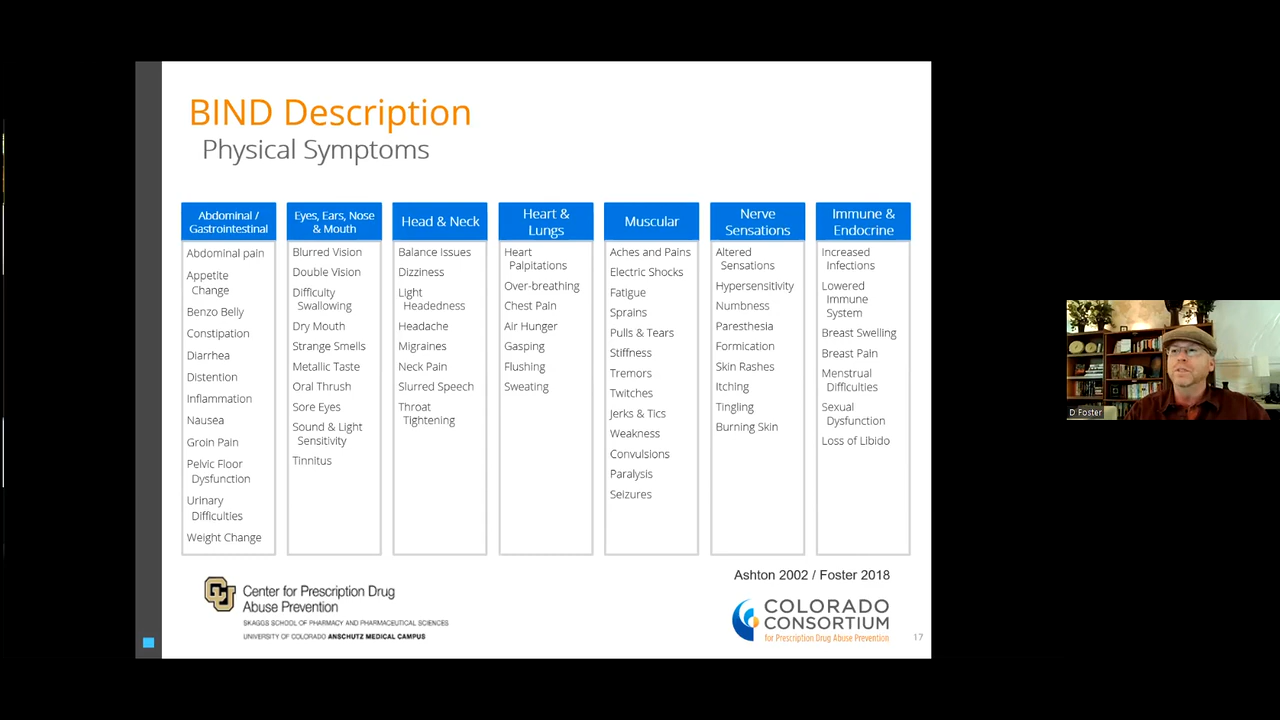 BIND Description
Physical Symptoms
Abdominal /
Gastrointestinal
Abdominal pain
Appetite
Change
Benzo Belly
Constipation
Diarrhea
Distention
Inflammation
Nausea
Groin Pain
Pelvic Floor
Dysfunction
Urinary
Difficulties
Weight Change
Eyes, Ears, Nose
& Mouth
Blurred Vision
Double Vision
Difficulty
Swallowing
Dry Mouth
Strange Smells
Metallic Taste
Oral Thrush
Sore Eyes
Sound & Light
Sensitivity
Tinnitus
Head & Neck
Balance Issues
Dizziness
Light
Headedness
Headache
Migraines
Neck Pain
Slurred Speech
Throat
Tightening
Heart &
Lungs
Heart
Palpitations
Over-breathing
Chest Pain
Air Hunger
Gasping
Flushing
Sweating
Muscular
Aches and Pains
Electric Shocks
Fatigue
Sprains
Pulls & Tears
Stiffness
Tremors
Twitches
Jerks & Tics
Weakness
Convulsions
Paralysis
Seizures
Nerve
Sensations
Altered
Sensations
Hypersensitivity
Numbness
Paresthesia
Formication
Skin Rashes
Itching
Tingling
Burning Skin
Immune &
Endocrine
Increased
Infections
Lowered
Immune
System
Breast Swelling
Breast Pain
Menstrual
Difficulties
Sexual
Dysfunction
Loss of Libido
Ashton 2002 / Foster 2018
CU
Center for Prescription Drug
Abuse Prevention
SKAGGS SCHOOL OF PHARMACY AND PHARMACEUTICAL SCIENCES
UNIVERSITY OF COLORADO ANSCHUTZ MEDICAL CAMPUS
COLORADO
CONSORTIUM
for Prescription Drug Abuse Prevention
17
D Foster